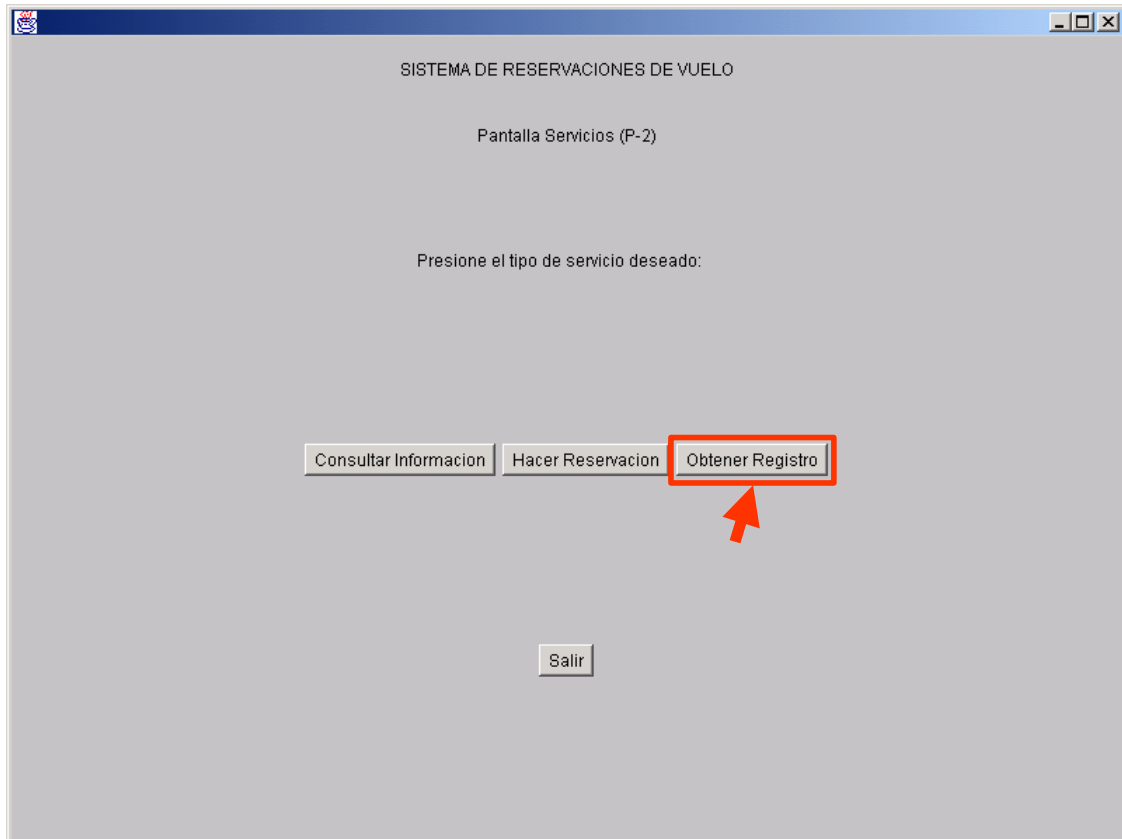 SISTEMA DE RESERVACIONES DE VUELO
Pantalla Servicios (P-2)
Presione el tipo de servicio deseado:
Consultar Informacion Hacer Reservacion Obtener Registro
Salir